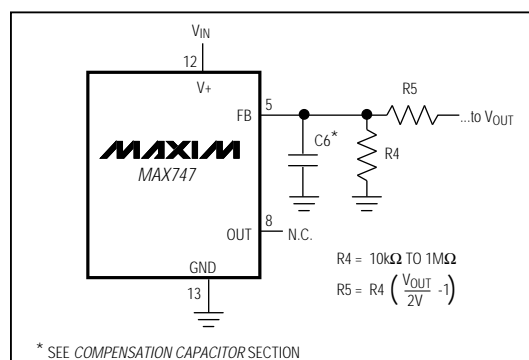 VIN
12
V+
R5
FB
5
...to VOUT
C6*
R4
MAXIM
MAX747
8
OUT
N.C.
R4 = 10kΩ TO 1MΩ
GND
R5 = R4 ( VOUT / 2V -1 )
13
* SEE COMPENSATION CAPACITOR SECTION